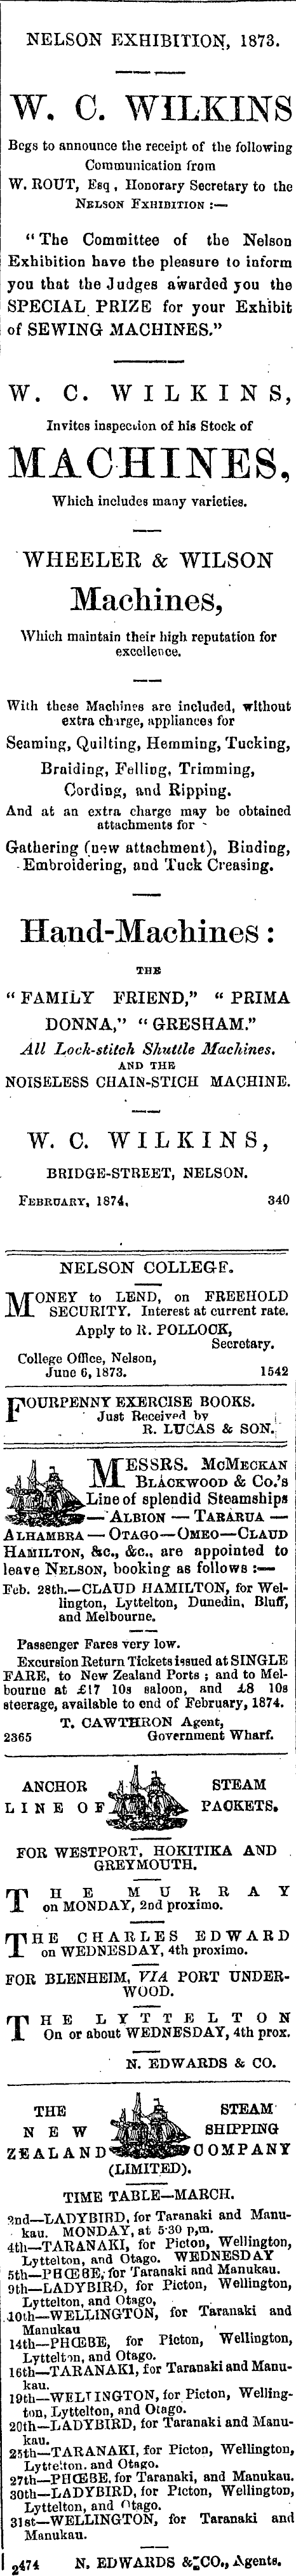 NELSON EXHIBITION, 1873.
W. C. WILKINS
Begs to announce the receipt of the following
Communication from
W. ROUT, Esq , Honorary Secretary to the
NELSON EXHIBITION :—
"The Committee of the Nelson
Exhibition have the pleasure to inform
you that the Judges awarded you the
SPECIAL PRIZE for your Exhibit
of SEWING MACHINES."
W. C. WILKINS,
Invites inspection of his Stock of
MACHINES,
Which includes many varieties.
WHEELER & WILSON
Machines,
Which maintain their high reputation for
excellence.
With these Machines are included, without
extra charge, appliances for
Seaming, Quilting, Hemming, Tucking,
Braiding, Felling, Trimming,
Cording, and Ripping.
And at an extra charge may be obtained
attachments for -
Gathering (new attachment), Binding,
Embroidering, and Tuck Creasing.
Hand-Machines :
THE
"FAMILY FRIEND," "PRIMA
DONNA," "GRESHAM."
All Lock-stitch Shuttle Machines.
AND THE
NOISELESS CHAIN-STICH MACHINE.
W. C. WILKINS,
BRIDGE-STREET, NELSON.
FEBRUARY, 1874. 340
NELSON COLLEGE.
MONEY to LEND, on FREEHOLD
SECURITY. Interest at current rate.
Apply to R. POLLOCK,
Secretary.
College Office, Nelson,
June 6, 1873. 1542
FOURPENNY EXERCISE BOOKS.
Just Received by
R. LUCAS & SON.
MESSRS. MCMECKAN
BLACKWOOD & Co.'s
Line of splendid Steamships
—ALBION — TARARUA —
ALHAMBRA — OTAGO—OMEO—CLAUD
HAMILTON, &c., &c., are appointed to
leave NELSON, booking as follows :—
Feb. 28th.—CLAUD HAMILTON, for Wel-
lington, Lyttelton, Dunedin, Bluff,
and Melbourne.
Passenger Fares very low.
Excursion Return Tickets issued at SINGLE
FARE, to New Zealand Ports ; and to Mel-
bourne at £17 10s saloon, and £8 10s
steerage, available to end of February, 1874.
T. CAWTHRON Agent,
2365 Government Wharf.
ANCHOR STEAM
LINE OF PACKETS.
FOR WESTPORT, HOKITIKA AND
GREYMOUTH.
THE MURRAY
on MONDAY, 2nd proximo.
THE CHARLES EDWARD
on WEDNESDAY, 4th proximo.
FOR BLENHEIM, VIA PORT UNDER-
WOOD.
THE LYTTELTON
On or about WEDNESDAY, 4th prox.
N. EDWARDS & CO.
THE STEAM
NEW SHIPPING
ZEALAND COMPANY
(LIMITED).
TIME TABLE—MARCH.
2nd—LADYBIRD, for Taranaki and Manu-
kau. MONDAY, at 5·30 p,m.
4th—TARANAKI, for Picton, Wellington,
Lyttelton, and Otago. WEDNESDAY
5th—PHŒBE, for Taranaki and Manukau.
9th—LADYBIRD, for Picton, Wellington,
Lyttelton, and Otago,
10th—WELLINGTON, for Taranaki and
Manukau
14th—PHŒBE, for Picton, Wellington,
Lyttelton, and Otago.
16th—TARANAKI, for Taranaki and Manu-
kau.
19th—WELLINGTON, for Picton, Welling-
ton, Lyttelton, and Otago.
20th—LADYBIRD, for Taranaki and Manu-
kau.
25th—TARANAKI, for Picton, Wellington,
Lyttelton, and Otago.
27th—PHŒBE, for Taranaki, and Manukau.
30th—LADYBIRD, for Picton, Wellington,
Lyttelton, and Otago.
31st—WELLINGTON, for Taranaki and
Manukau.
2474 N. EDWARDS & CO., Agents.